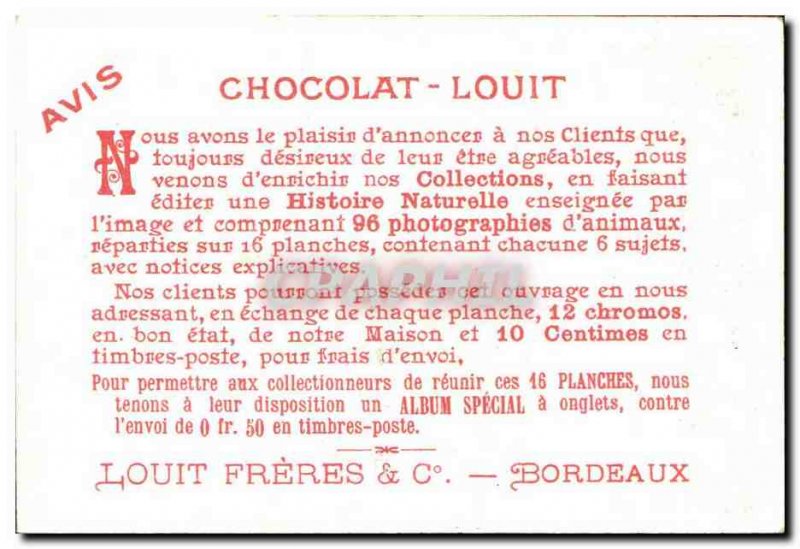 AVIS
CHOCOLAT - LOUIT
Nous avons le plaisir d'annoncer à nos Clients que,
toujours désireux de leur être agréables, nous
venons d'enrichir nos Collections, en faisant
éditer une Histoire Naturelle enseignée par
l'image et comprenant 96 photographies d'animaux,
réparties sur 16 planches, contenant chacune 6 sujets,
avec notices explicatives.
Nos clients pourront posséder cet ouvrage en nous
adressant, en échange de chaque planche, 12 chromos,
en bon état, de notre Maison et 10 Centimes en
timbres-poste, pour frais d'envoi,
Pour permettre aux collectionneurs de réunir ces 16 PLANCHES, nous
tenons à leur disposition un ALBUM SPÉCIAL à onglets, contre
l'envoi de 0 fr. 50 en timbres-poste.
LOUIT FRÈRES & Co. — BORDEAUX